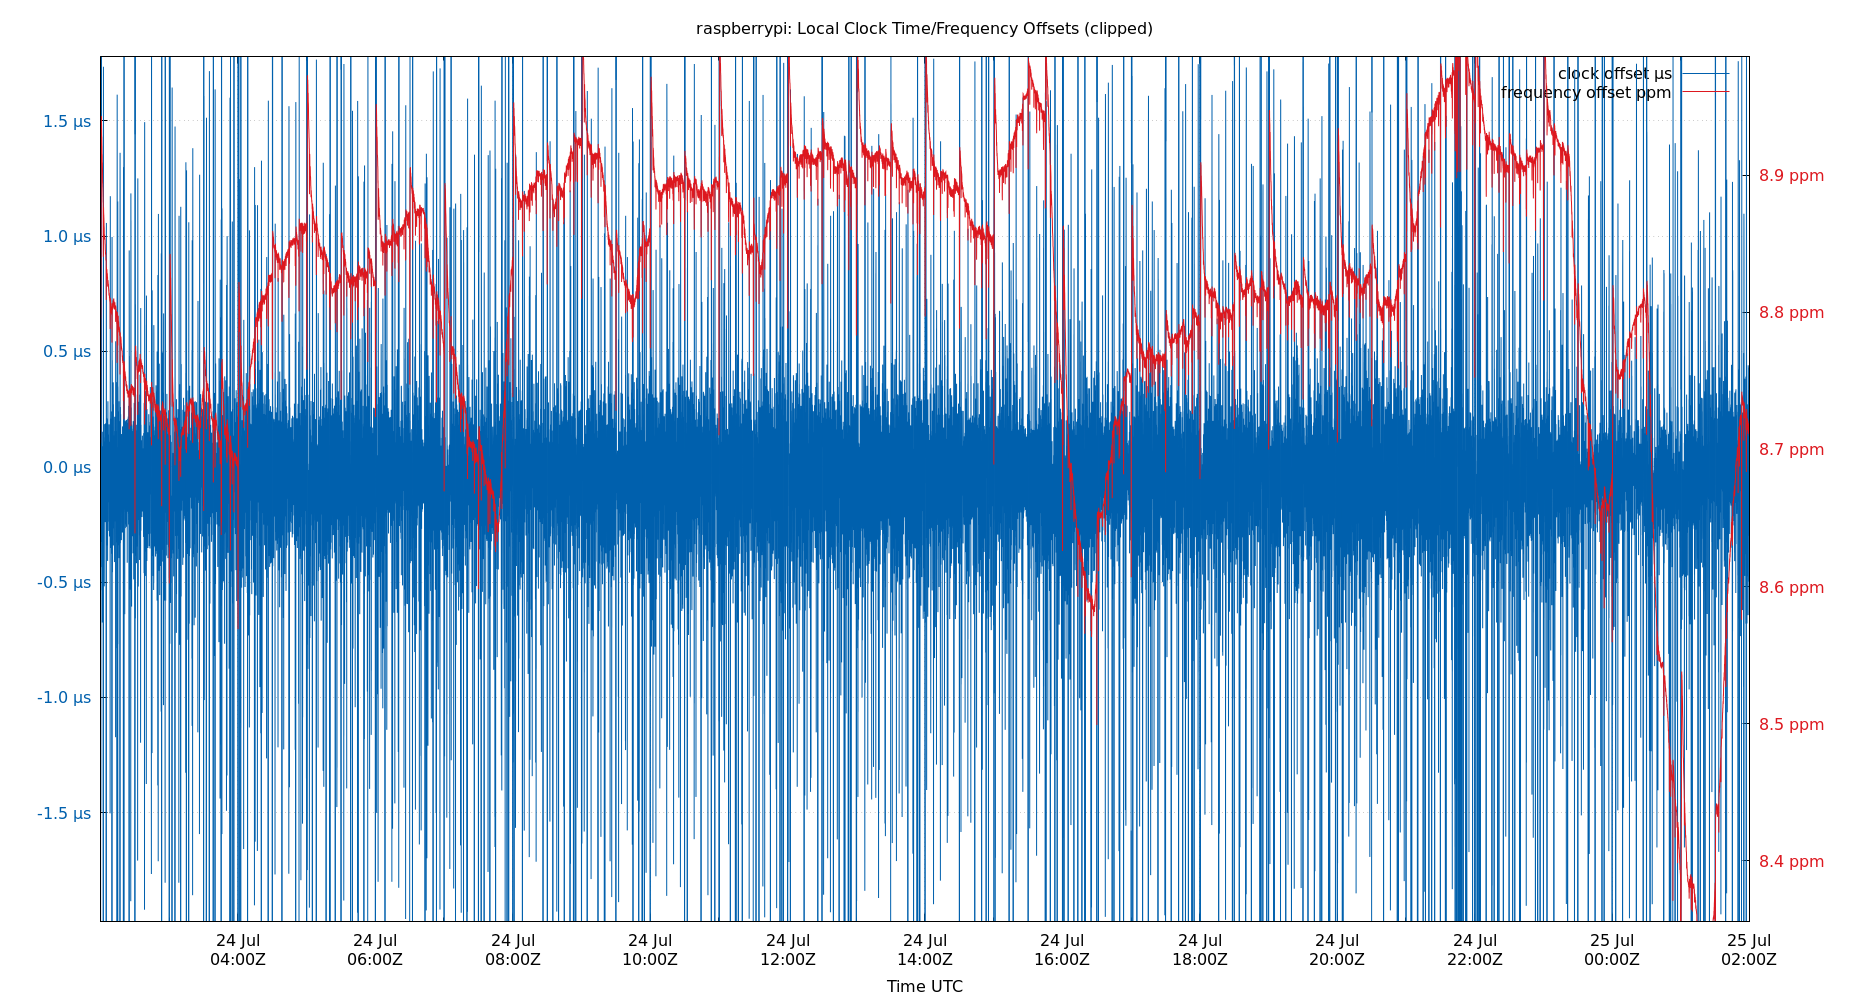 raspberrypi: Local Clock Time/Frequency Offsets (clipped)
clock offset µs
frequency offset ppm
1.5 µs
1.0 µs
0.5 µs
0.0 µs
-0.5 µs
-1.0 µs
-1.5 µs
8.9 ppm
8.8 ppm
8.7 ppm
8.6 ppm
8.5 ppm
8.4 ppm
24 Jul 24 Jul 24 Jul 24 Jul 24 Jul 24 Jul 24 Jul 24 Jul 24 Jul 24 Jul 25 Jul 25 Jul
04:00Z 06:00Z 08:00Z 10:00Z 12:00Z 14:00Z 16:00Z 18:00Z 20:00Z 22:00Z 00:00Z 02:00Z
Time UTC